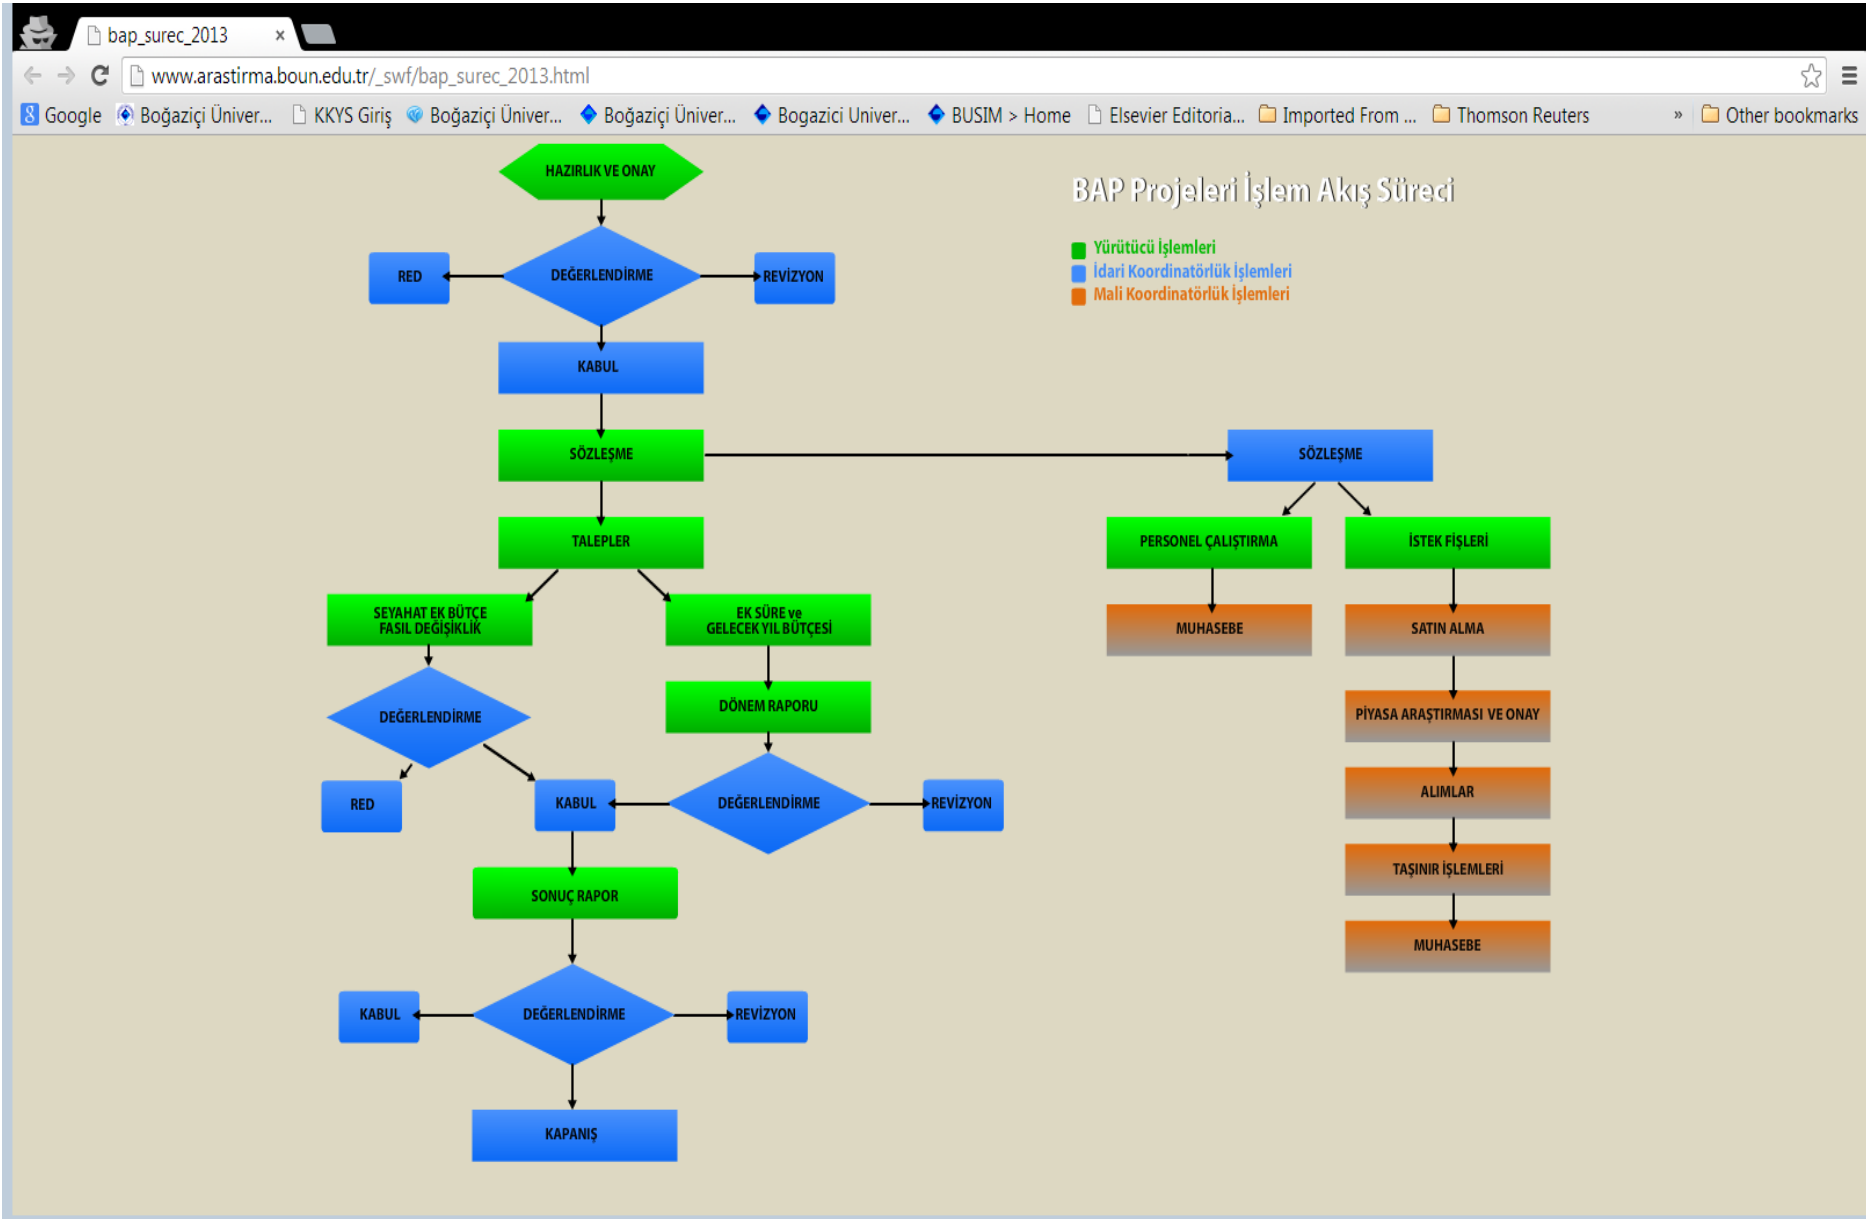 bap_surec_2013
www.arastirma.boun.edu.tr/_swf/bap_surec_2013.html
Google Boğaziçi Üniver... KKYS Giriş Boğaziçi Üniver... Boğaziçi Üniver... Bogazici Univer... BUSIM > Home Elsevier Editoria... Imported From ... Thomson Reuters » Other bookmarks
HAZIRLIK VE ONAY
BAP Projeleri İşlem Akış Süreci
Yürütücü İşlemleri
İdari Koordinatörlük İşlemleri
Mali Koordinatörlük İşlemleri
RED
DEĞERLENDİRME
REVİZYON
KABUL
SÖZLEŞME
SÖZLEŞME
TALEPLER
PERSONEL ÇALIŞTIRMA
İSTEK FİŞLERİ
SEYAHAT EK BÜTÇE
FASIL DEĞİŞİKLİK
EK SÜRE ve
GELECEK YIL BÜTÇESİ
MUHASEBE
SATIN ALMA
DEĞERLENDİRME
DÖNEM RAPORU
PİYASA ARAŞTIRMASI VE ONAY
RED
KABUL
DEĞERLENDİRME
REVİZYON
ALIMLAR
SONUÇ RAPOR
TAŞINIR İŞLEMLERİ
MUHASEBE
KABUL
DEĞERLENDİRME
REVİZYON
KAPANIŞ